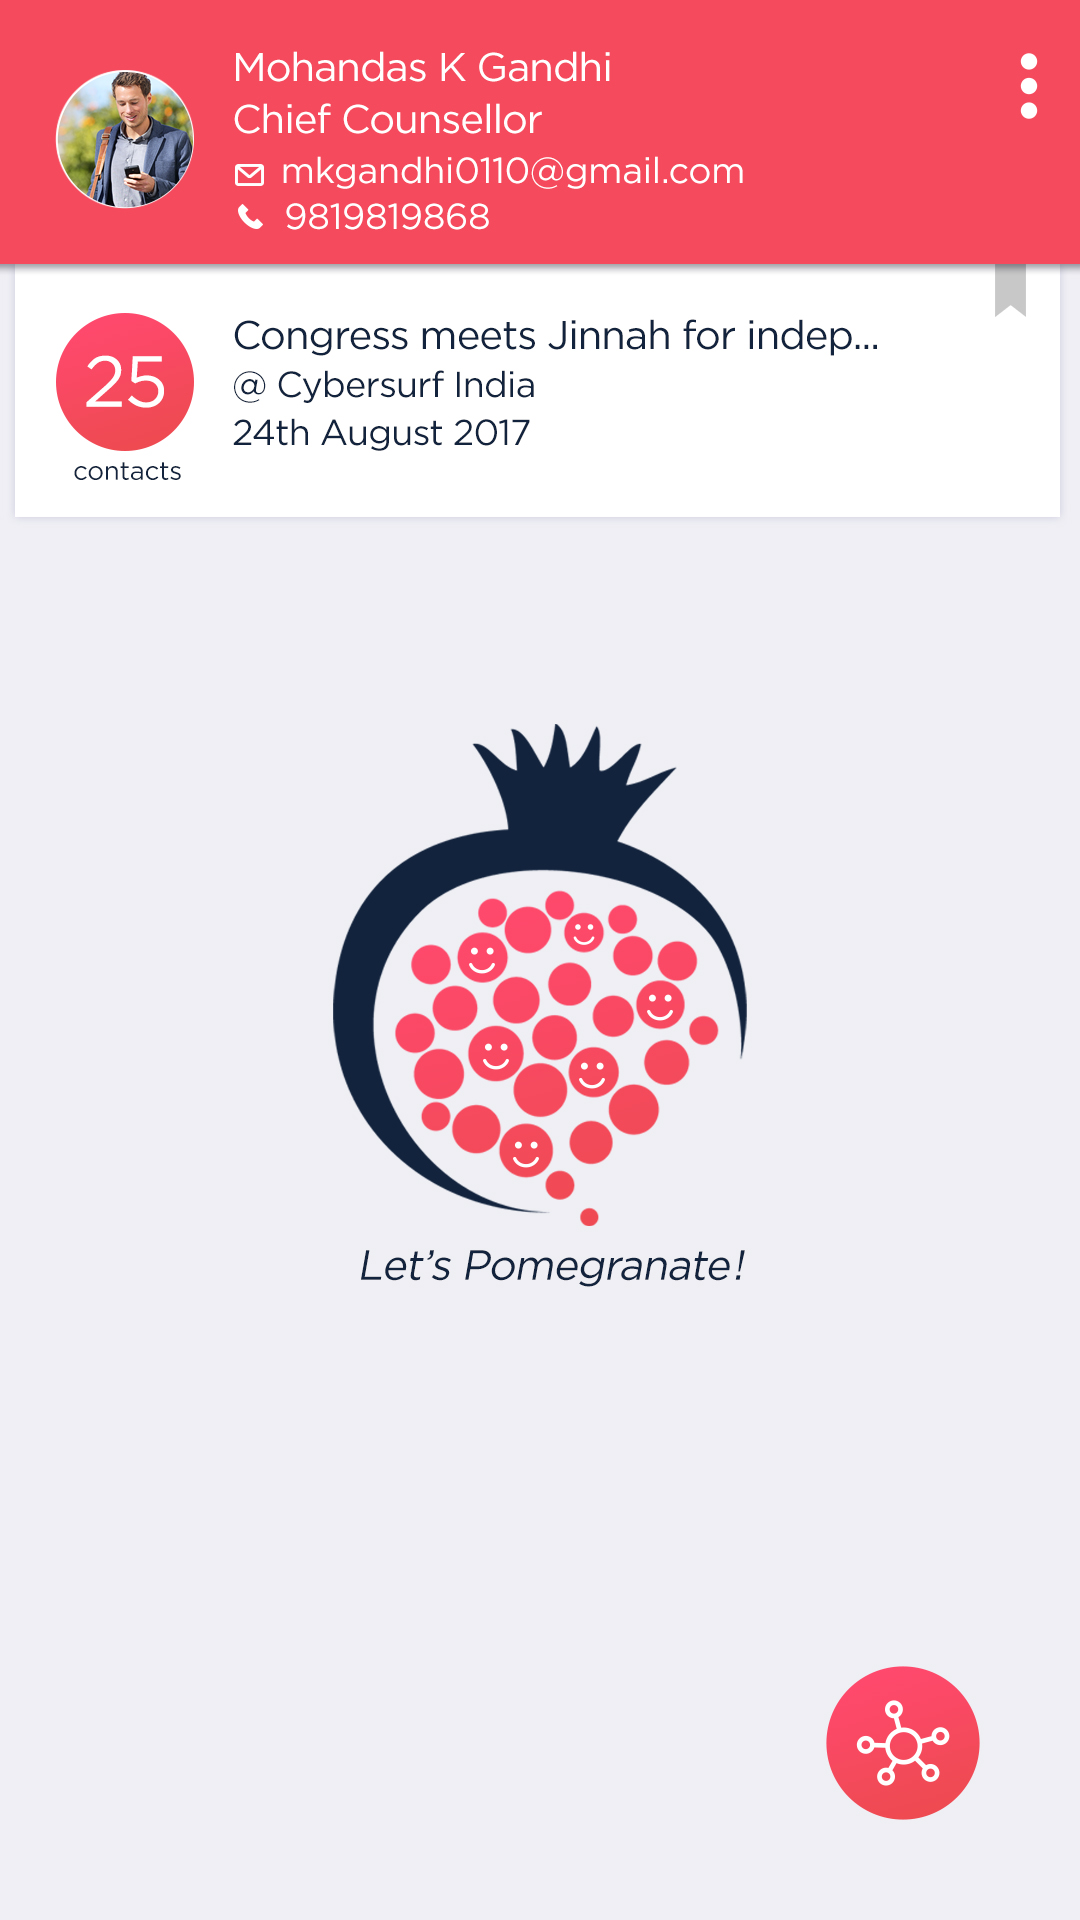 Mohandas K Gandhi
Chief Counsellor
mkgandhi0110@gmail.com
9819819868
25
contacts
Congress meets Jinnah for indep...
@ Cybersurf India
24th August 2017
Let's Pomegranate!